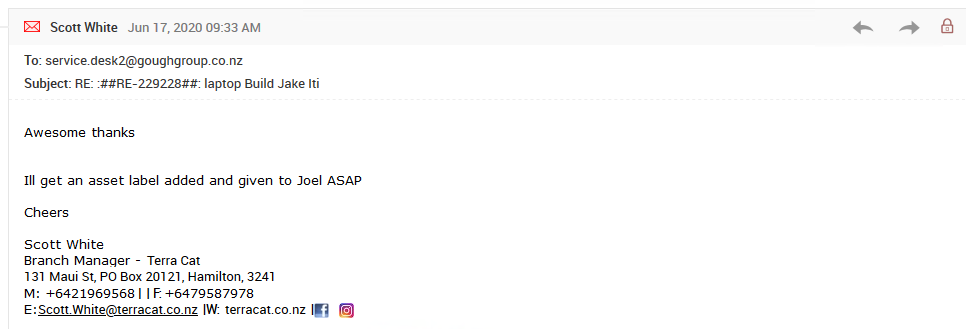 Scott White Jun 17, 2020 09:33 AM
To: service.desk2@goughgroup.co.nz
Subject: RE: :##RE-229228##: laptop Build Jake Iti
Awesome thanks
Ill get an asset label added and given to Joel ASAP
Cheers
Scott White
Branch Manager - Terra Cat
131 Maui St, PO Box 20121, Hamilton, 3241
M: +6421969568 | | F: +6479587978
E:Scott.White@terracat.co.nz |W: terracat.co.nz |